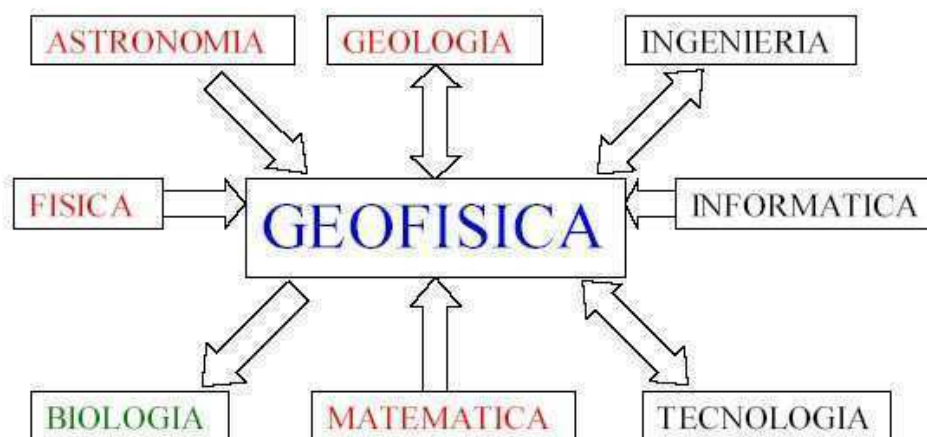 ASTRONOMIA
GEOLOGIA
INGENIERIA
FISICA
GEOFISICA
INFORMATICA
BIOLOGIA
MATEMATICA
TECNOLOGIA